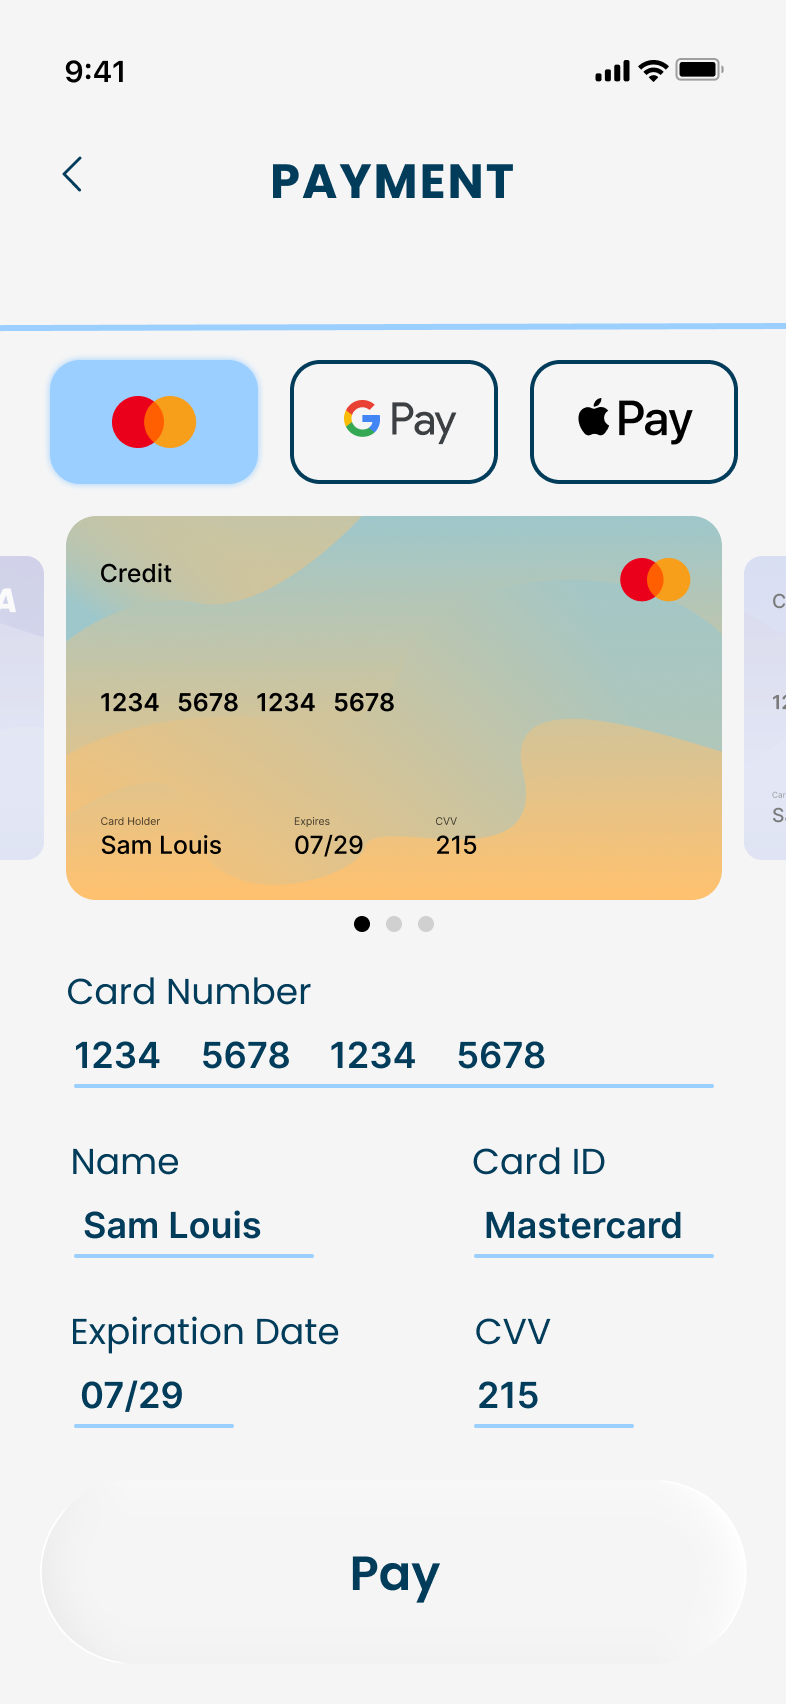 9:41
PAYMENT
G Pay
Pay
A
Credit
C
1234 5678 1234 5678
12
Card Holder Expires CVV
Sam Louis 07/29 215
Car
S
Card Number
1234 5678 1234 5678
Name Card ID
Sam Louis Mastercard
Expiration Date CVV
07/29 215
Pay